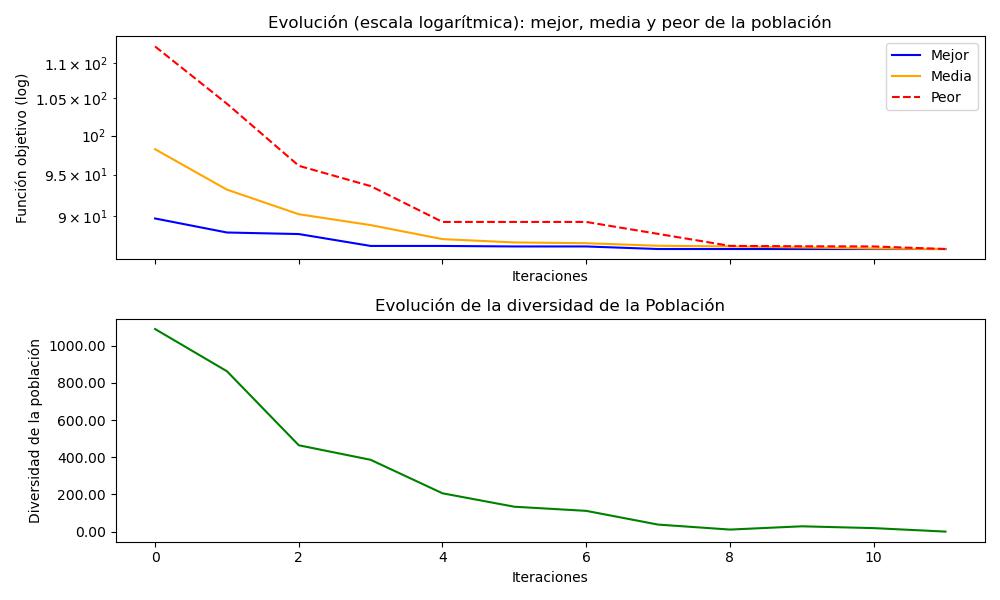 Evolución (escala logarítmica): mejor, media y peor de la población
Función objetivo (log)
1.1 × 10²
1.05 × 10²
10²
9.5 × 10¹
9 × 10¹
Mejor
Media
Peor
Iteraciones
Evolución de la diversidad de la Población
Diversidad de la población
1000.00
800.00
600.00
400.00
200.00
0.00
0 2 4 6 8 10
Iteraciones